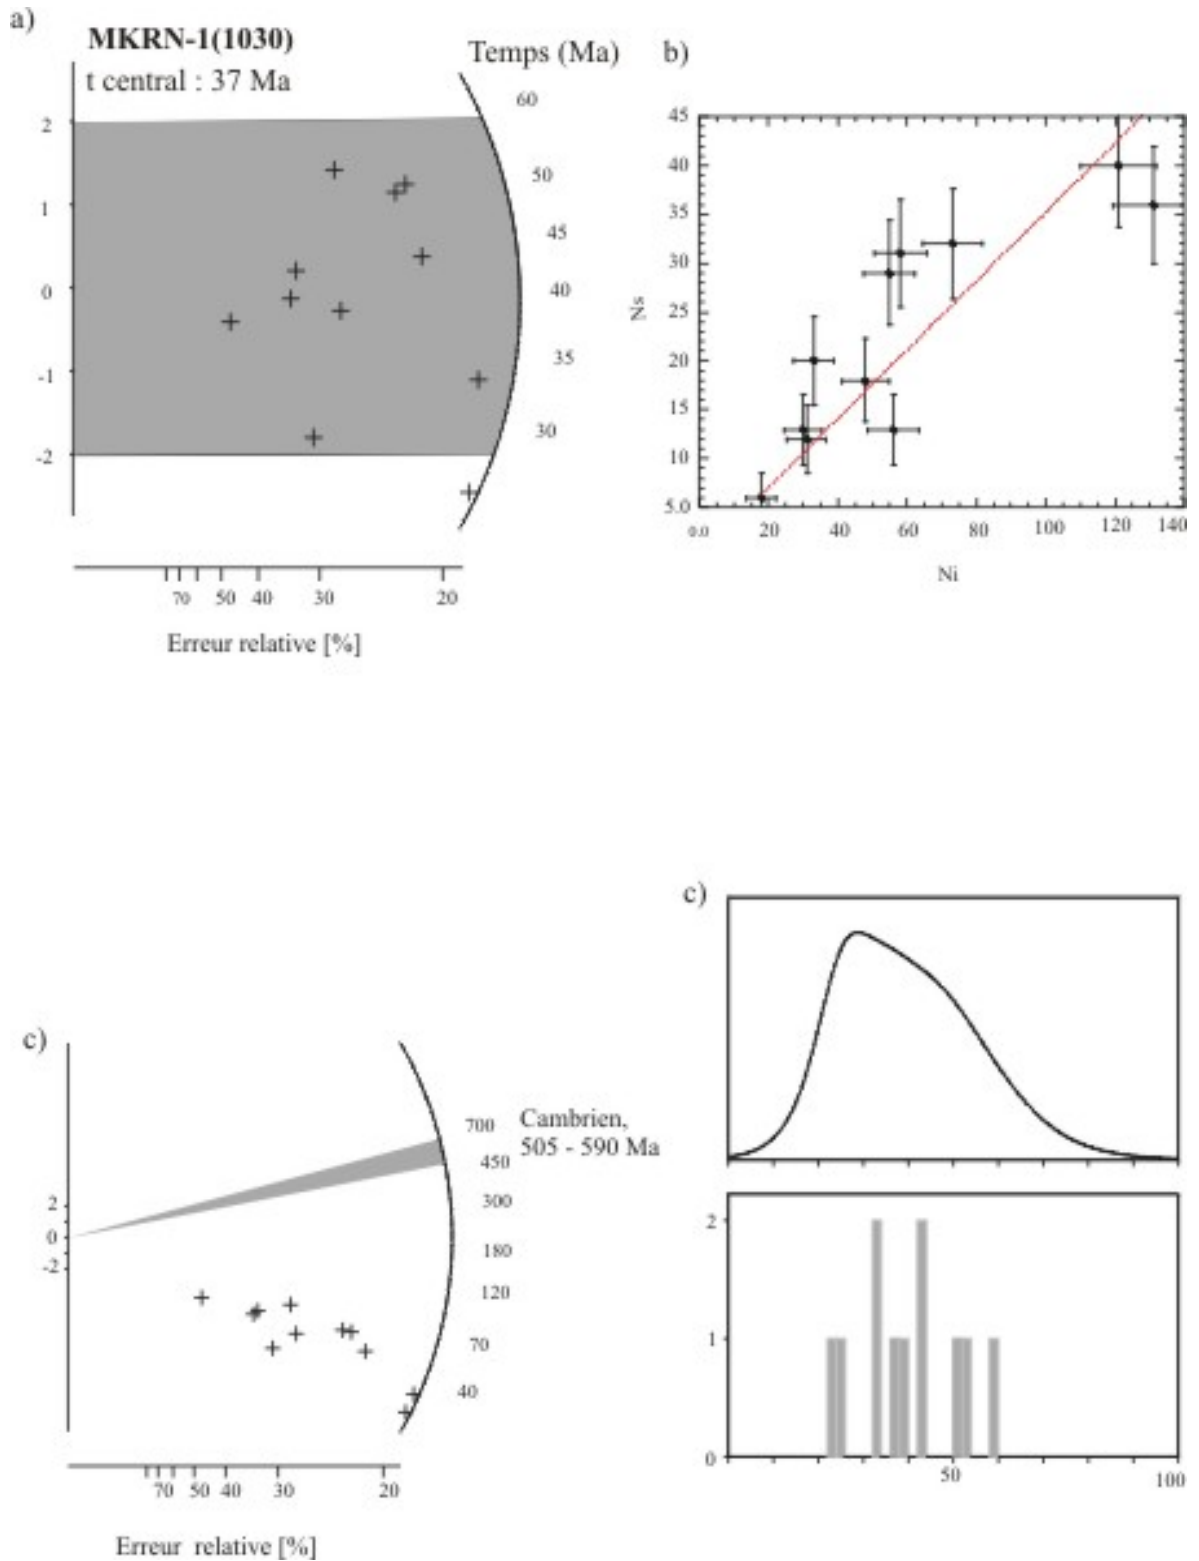 a)
MKRN-1(1030)
t central : 37 Ma
Temps (Ma)
60
50
45
40
35
30
2
1
0
-1
-2
70 50 40 30 20
Erreur relative [%]
b)
45
40
35
30
25
20
15
10
5.0
Ns
0.0 20 40 60 80 100 120 140
Ni
c)
700
450
300
180
120
70
40
Cambrien,
505 - 590 Ma
2
0
-2
70 50 40 30 20
Erreur relative [%]
c)
2
1
0
50 100